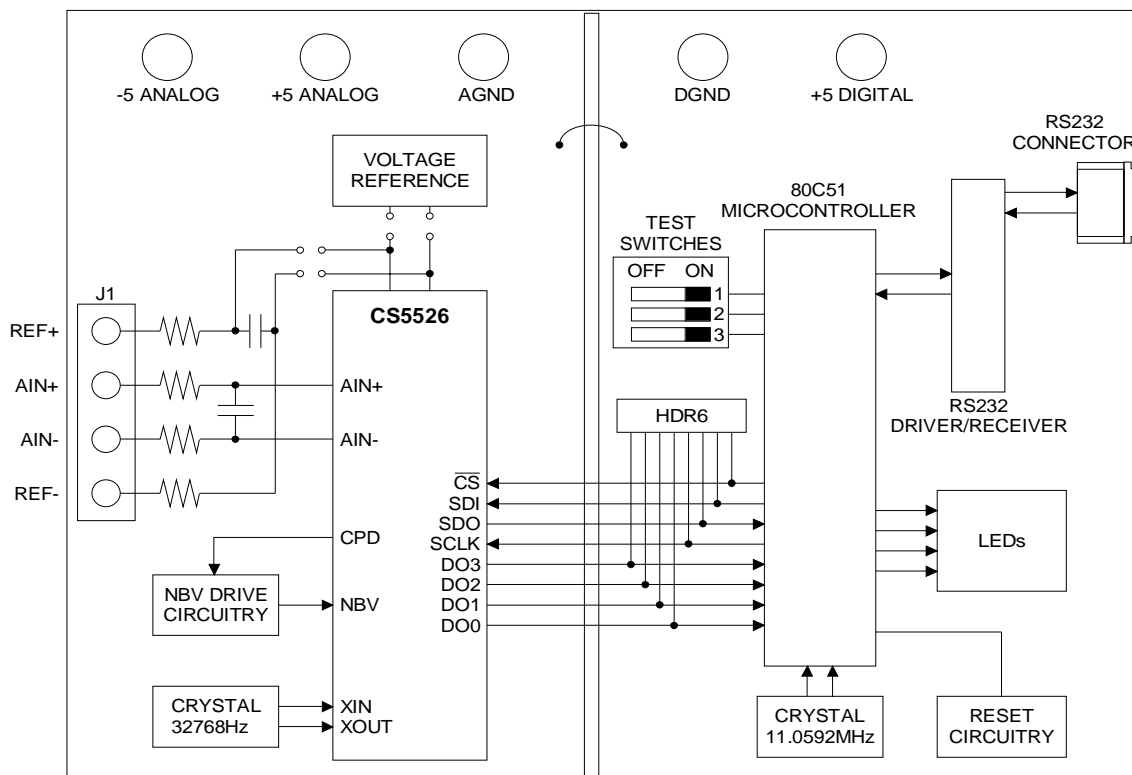 -5 ANALOG
+5 ANALOG
AGND
DGND
+5 DIGITAL
RS232
CONNECTOR
VOLTAGE
REFERENCE
80C51
MICROCONTROLLER
TEST
SWITCHES
OFF ON
1
2
3
J1
CS5526
REF+
AIN+
AIN-
REF-
AIN+
AIN-
HDR6
RS232
DRIVER/RECEIVER
CS
SDI
SDO
SCLK
DO3
DO2
DO1
DO0
CPD
NBV
LEDs
NBV DRIVE
CIRCUITRY
XIN
XOUT
CRYSTAL
32768Hz
CRYSTAL
11.0592MHz
RESET
CIRCUITRY